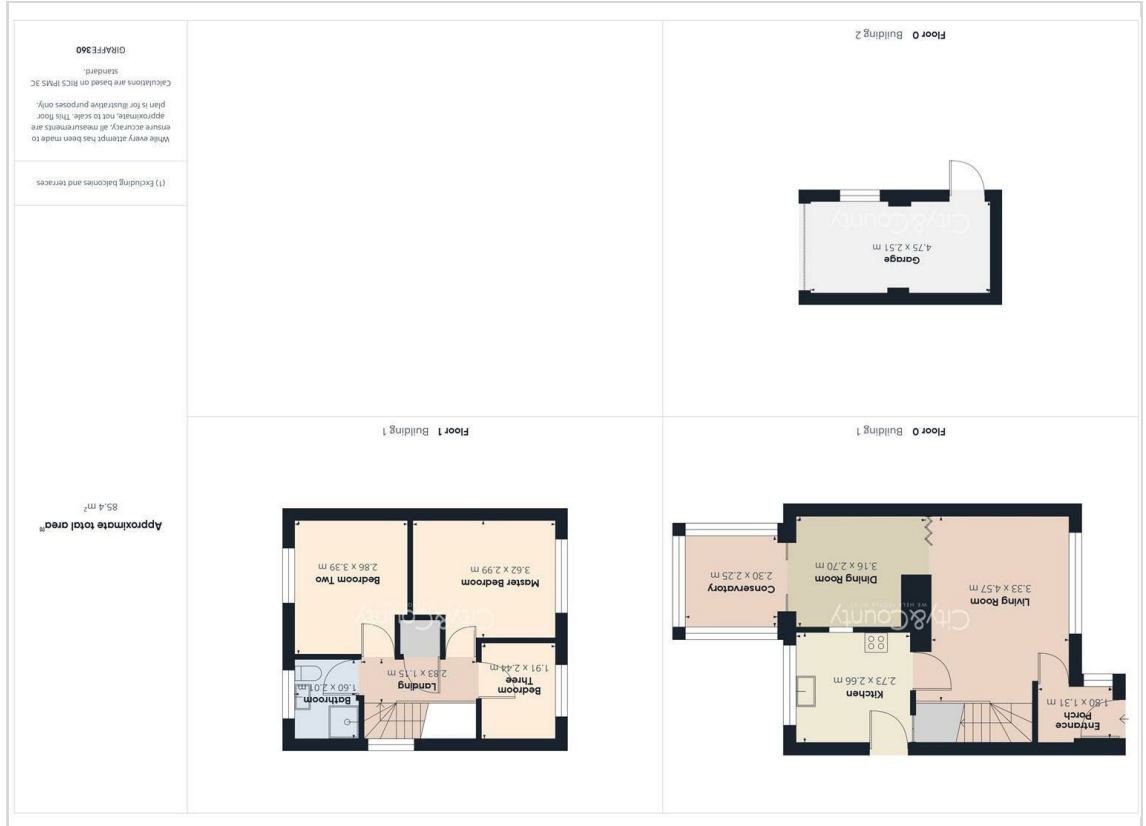 Entrance
Porch
1.80 x 1.31 m
Kitchen
2.73 x 2.66 m
Living Room
3.33 x 4.57 m
Dining Room
3.16 x 2.70 m
Conservatory
2.30 x 2.25 m
City&County
Floor 0 Building 1
Landing
2.83 x 1.15 m
Bathroom
1.60 x 2.01 m
Bedroom
Three
1.91 x 2.44 m
Master Bedroom
3.62 x 2.99 m
Bedroom Two
2.86 x 3.39 m
City&County
Floor 1 Building 1
Approximate total area(1)
85.4 m²
Garage
4.75 x 2.51 m
City&County
Floor 0 Building 2
(1) Excluding balconies and terraces
While every attempt has been made to
ensure accuracy, all measurements are
approximate, not to scale. This floor
plan is for illustrative purposes only.
Calculations are based on RICS IPMS 3C
standard.
GIRAFFE360